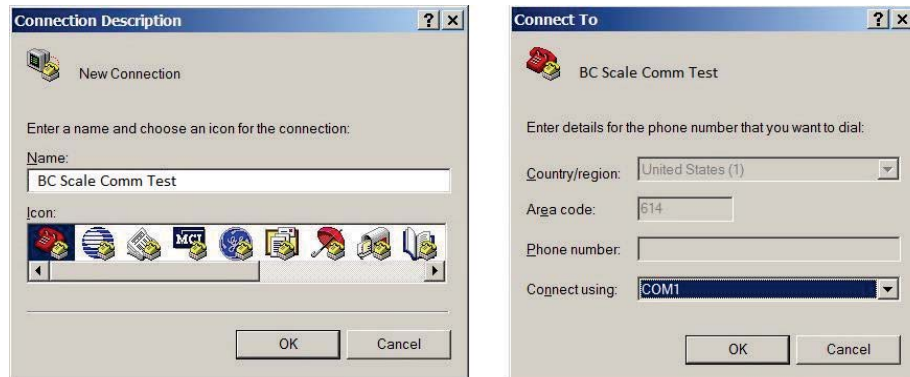 Connection Description
New Connection
Enter a name and choose an icon for the connection:
Name:
BC Scale Comm Test
Icon:
MCI
OK Cancel
Connect To
BC Scale Comm Test
Enter details for the phone number that you want to dial:
Country/region: United States (1)
Area code: 614
Phone number:
Connect using: COM1
OK Cancel